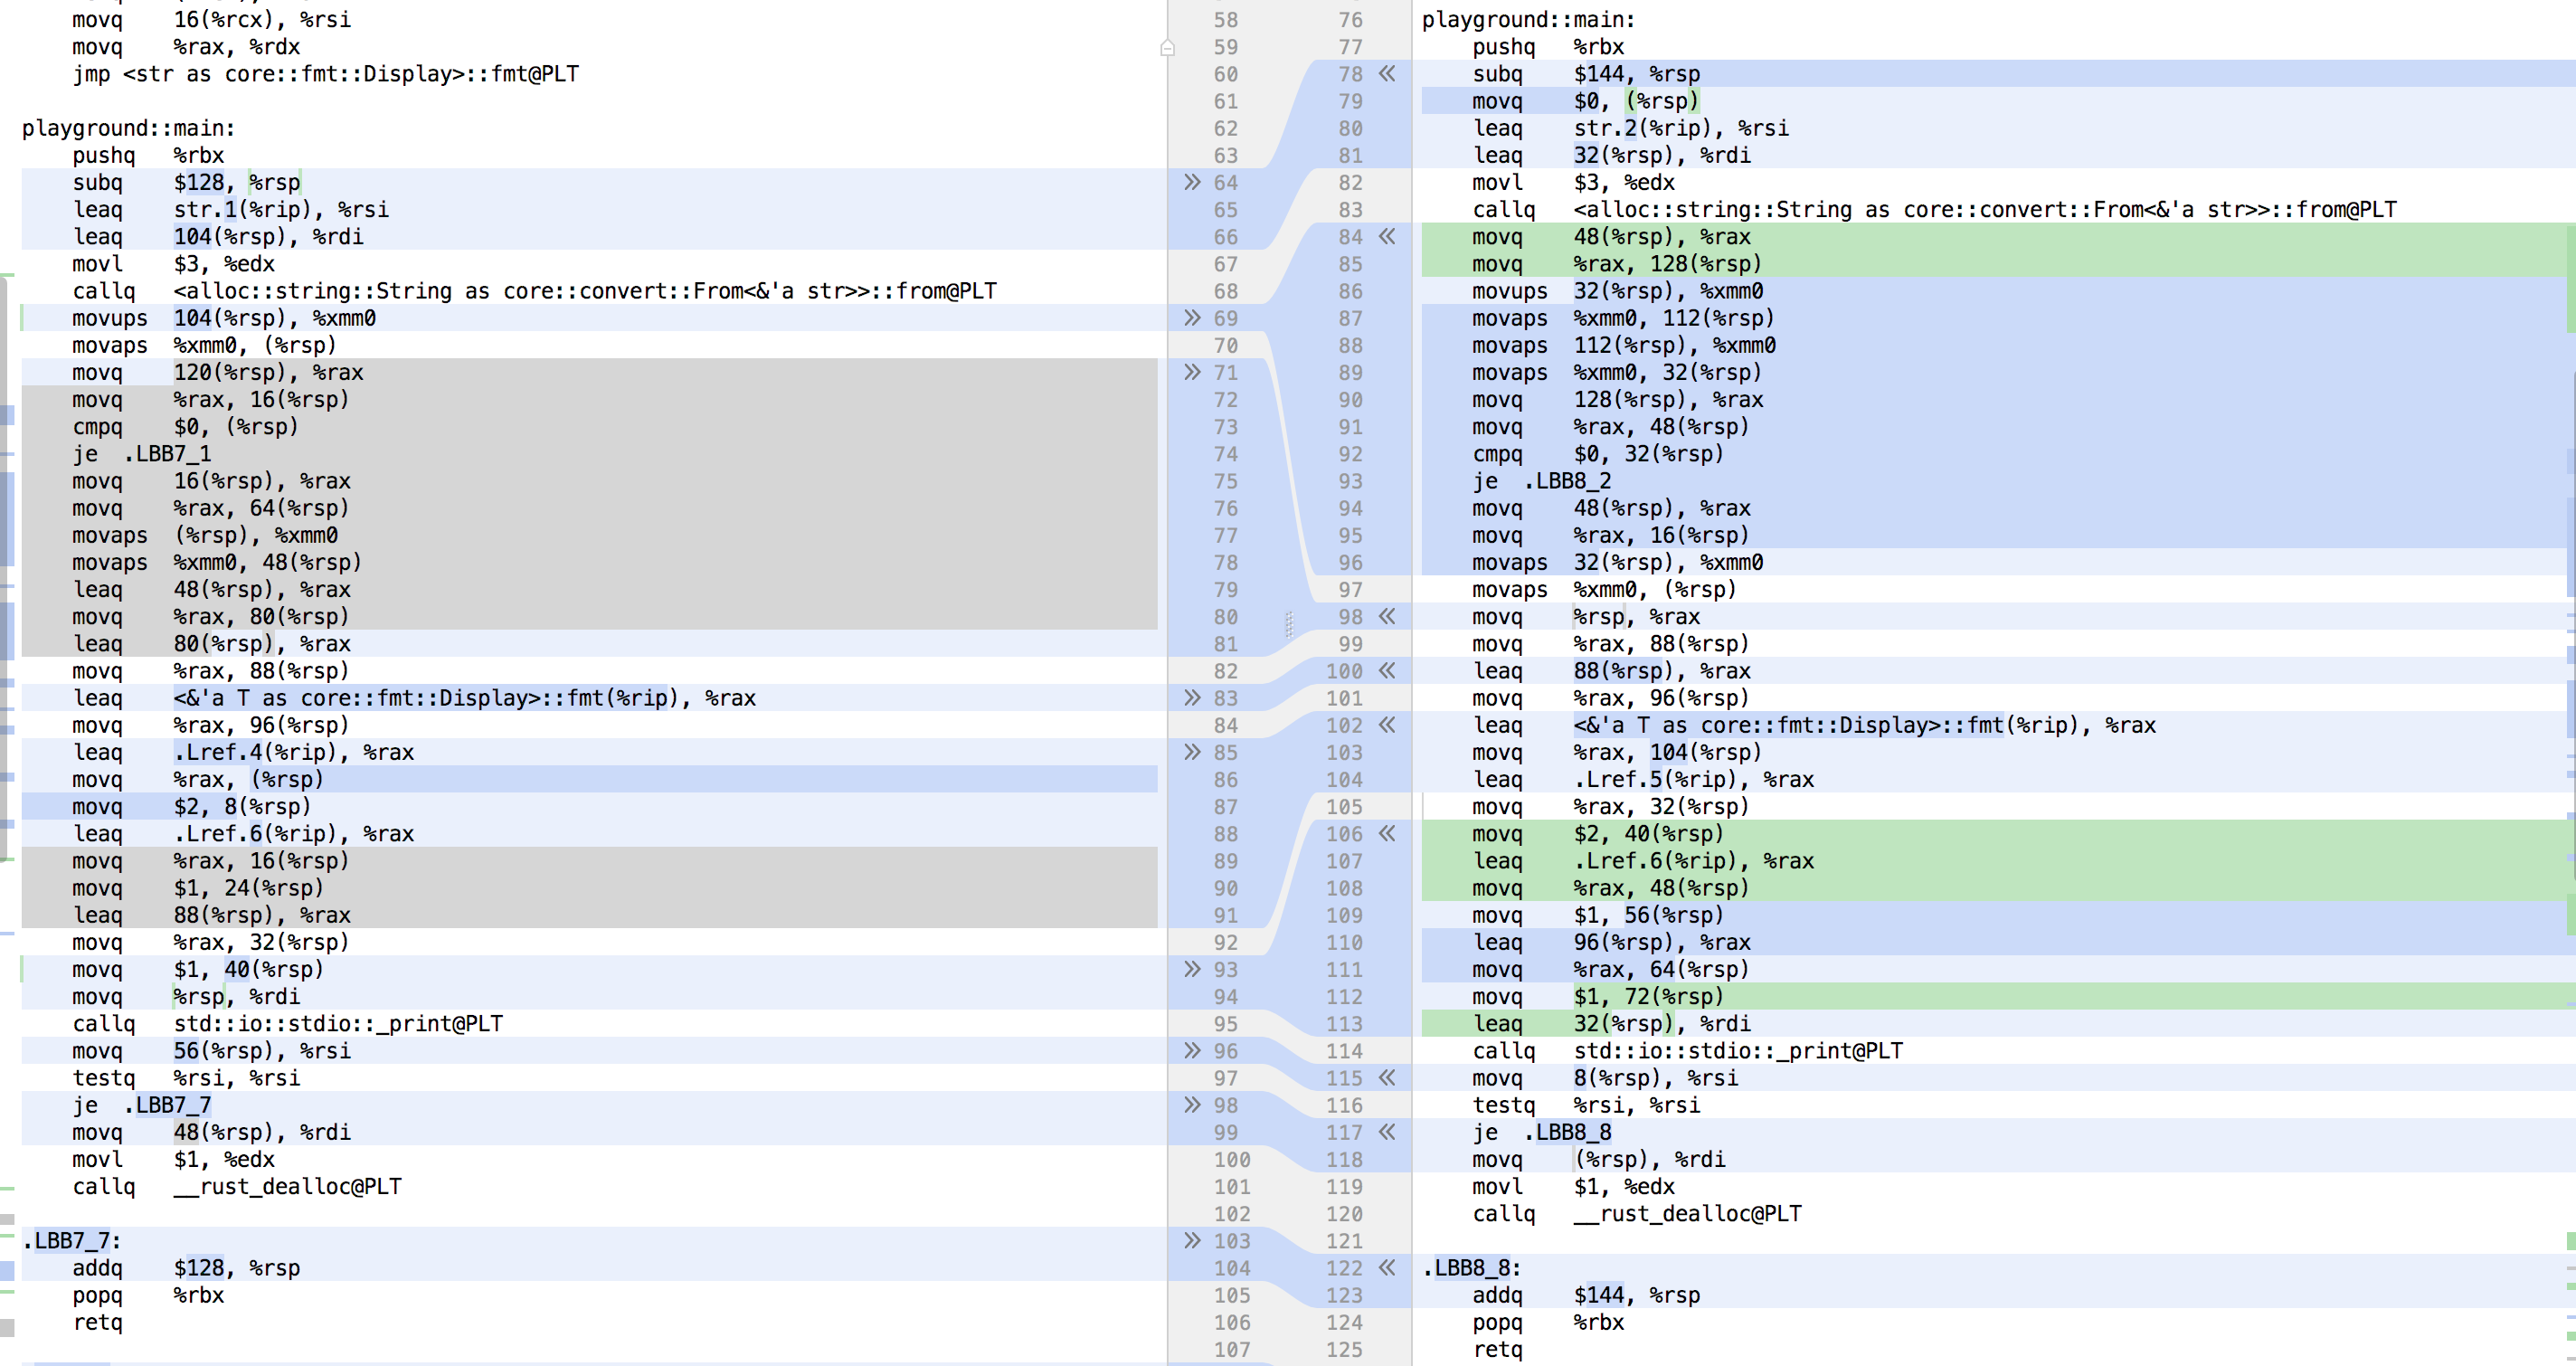 movq    16(%rcx), %rsi
movq    %rax, %rdx
jmp <str as core::fmt::Display>::fmt@PLT
playground::main:
pushq   %rbx
subq    $128, %rsp
leaq    str.1(%rip), %rsi
leaq    104(%rsp), %rdi
movl    $3, %edx
callq   <alloc::string::String as core::convert::From<&'a str>>::from@PLT
movups  104(%rsp), %xmm0
movaps  %xmm0, (%rsp)
movq    120(%rsp), %rax
movq    %rax, 16(%rsp)
cmpq    $0, (%rsp)
je  .LBB7_1
movq    16(%rsp), %rax
movq    %rax, 64(%rsp)
movaps  (%rsp), %xmm0
movaps  %xmm0, 48(%rsp)
leaq    48(%rsp), %rax
movq    %rax, 80(%rsp)
leaq    80(%rsp), %rax
movq    %rax, 88(%rsp)
leaq    <&'a T as core::fmt::Display>::fmt(%rip), %rax
movq    %rax, 96(%rsp)
leaq    .Lref.4(%rip), %rax
movq    %rax, (%rsp)
movq    $2, 8(%rsp)
leaq    .Lref.6(%rip), %rax
movq    %rax, 16(%rsp)
movq    $1, 24(%rsp)
leaq    88(%rsp), %rax
movq    %rax, 32(%rsp)
movq    $1, 40(%rsp)
movq    %rsp, %rdi
callq   std::io::stdio::_print@PLT
movq    56(%rsp), %rsi
testq   %rsi, %rsi
je  .LBB7_7
movq    48(%rsp), %rdi
movl    $1, %edx
callq   __rust_dealloc@PLT
.LBB7_7:
addq    $128, %rsp
popq    %rbx
retq
58 76
59 77
60 78 «
61 79
62 80
63 81
» 64 82
65 83
66 84 «
67 85
68 86
» 69 87
70 88
» 71 89
72 90
73 91
74 92
75 93
76 94
77 95
78 96
79 97
80 98 «
81 99
82 100 «
» 83 101
84 102 «
» 85 103
86 104
87 105
88 106 «
89 107
90 108
91 109
92 110
» 93 111
94 112
95 113
» 96 114
97 115 «
» 98 116
99 117 «
100 118
101 119
102 120
» 103 121
104 122 «
105 123
106 124
107 125
playground::main:
pushq   %rbx
subq    $144, %rsp
movq    $0, (%rsp)
leaq    str.2(%rip), %rsi
leaq    32(%rsp), %rdi
movl    $3, %edx
callq   <alloc::string::String as core::convert::From<&'a str>>::from@PLT
movq    48(%rsp), %rax
movq    %rax, 128(%rsp)
movups  32(%rsp), %xmm0
movaps  %xmm0, 112(%rsp)
movaps  112(%rsp), %xmm0
movaps  %xmm0, 32(%rsp)
movq    128(%rsp), %rax
movq    %rax, 48(%rsp)
cmpq    $0, 32(%rsp)
je  .LBB8_2
movq    48(%rsp), %rax
movq    %rax, 16(%rsp)
movaps  32(%rsp), %xmm0
movaps  %xmm0, (%rsp)
movq    %rsp, %rax
movq    %rax, 88(%rsp)
leaq    88(%rsp), %rax
movq    %rax, 96(%rsp)
leaq    <&'a T as core::fmt::Display>::fmt(%rip), %rax
movq    %rax, 104(%rsp)
leaq    .Lref.5(%rip), %rax
movq    %rax, 32(%rsp)
movq    $2, 40(%rsp)
leaq    .Lref.6(%rip), %rax
movq    %rax, 48(%rsp)
movq    $1, 56(%rsp)
leaq    96(%rsp), %rax
movq    %rax, 64(%rsp)
movq    $1, 72(%rsp)
leaq    32(%rsp), %rdi
callq   std::io::stdio::_print@PLT
movq    8(%rsp), %rsi
testq   %rsi, %rsi
je  .LBB8_8
movq    (%rsp), %rdi
movl    $1, %edx
callq   __rust_dealloc@PLT
.LBB8_8:
addq    $144, %rsp
popq    %rbx
retq